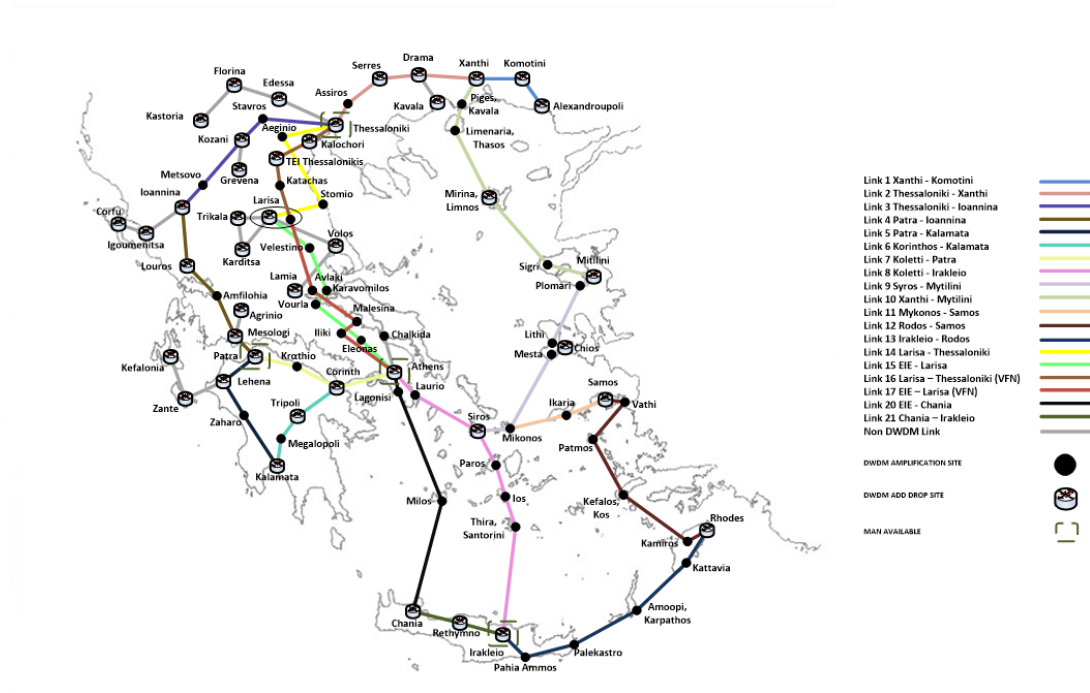 Drama
Xanthi
Komotini
Serres
Florina
Edessa
Assiros
Stavros
Kavala
Piges,
Kavala
Alexandroupoli
Kastoria
Aeginio
Thessaloniki
Limenaria,
Thasos
Kozani
Kalochori
TEI Thessalonikis
Metsovo
Grevena
Katachas
Ioannina
Stomio
Mirina,
Limnos
Larisa
Corfu
Trikala
Igoumenitsa
Volos
Velestino
Karditsa
Sigri
Mitilini
Louros
Lamia
Avlaki
Karavomilos
Plomari
Amfilohia
Vourla
Malesina
Agrinio
Mesologi
Iliki
Chalkida
Lithi
Eleonas
Mesta
Chios
Patra
Krathio
Kefalonia
Athens
Lehena
Corinth
Laurio
Samos
Lagonisi
Zante
Tripoli
Ikaria
Vathi
Zaharo
Siros
Mikonos
Megalopoli
Patmos
Paros
Kalamata
Milos
Ios
Kefalos,
Kos
Thira,
Santorini
Rhodes
Kamiros
Kattavia
Amoopi,
Karpathos
Chania
Rethymno
Irakleio
Palekastro
Pahia Ammos
Link 1 Xanthi - Komotini
Link 2 Thessaloniki - Xanthi
Link 3 Thessaloniki - Ioannina
Link 4 Patra - Ioannina
Link 5 Patra - Kalamata
Link 6 Korinthos - Kalamata
Link 7 Koletti - Patra
Link 8 Koletti - Irakleio
Link 9 Syros - Mytilini
Link 10 Xanthi - Mytilini
Link 11 Mykonos - Samos
Link 12 Rodos - Samos
Link 13 Irakleio - Rodos
Link 14 Larisa - Thessaloniki
Link 15 EIE - Larisa
Link 16 Larisa – Thessaloniki (VFN)
Link 17 EIE – Larisa (VFN)
Link 20 EIE - Chania
Link 21 Chania – Irakleio
Non DWDM Link
DWDM AMPLIFICATION SITE
DWDM ADD DROP SITE
MAN AVAILABLE